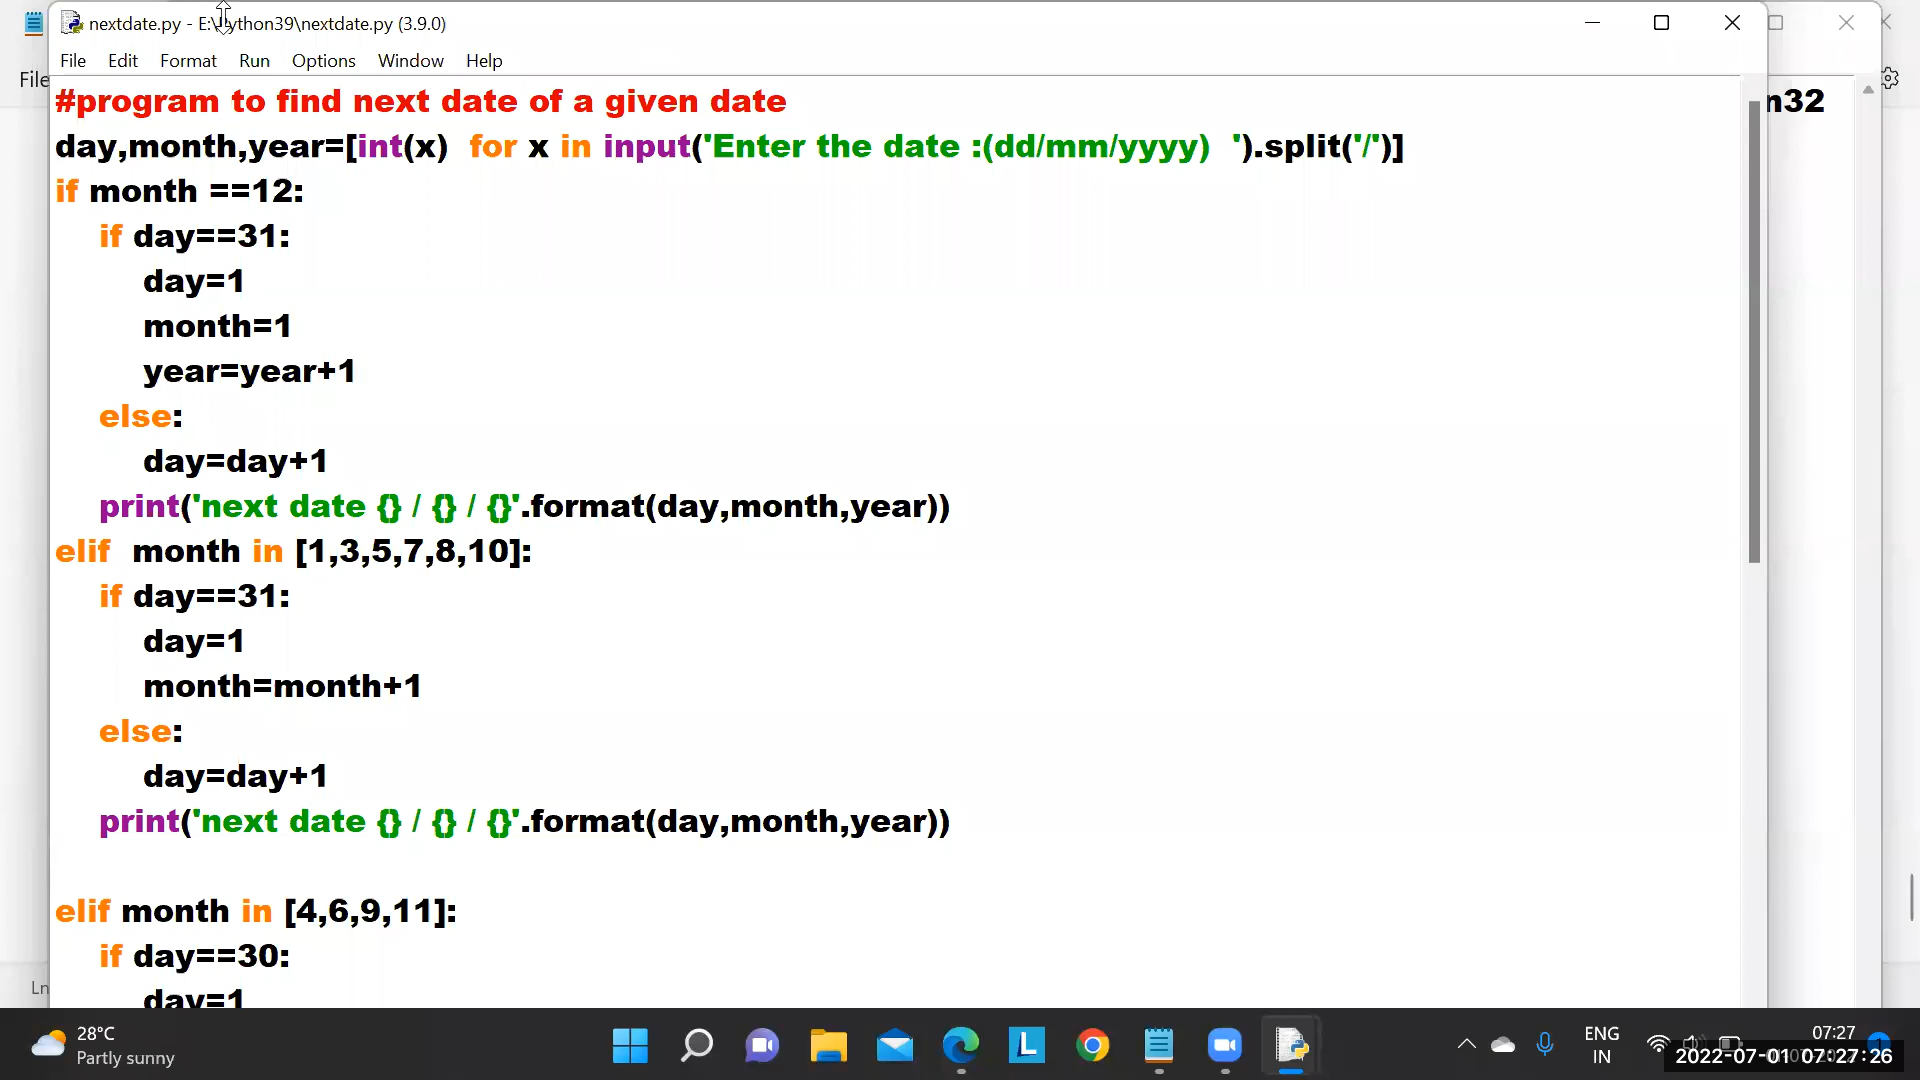 nextdate.py - E:\Python39\nextdate.py (3.9.0)
File Edit Format Run Options Window Help
File
#program to find next date of a given date
n32
day,month,year=[int(x)  for x in input('Enter the date :(dd/mm/yyyy)  ').split('/')]
if month ==12:
    if day==31:
        day=1
        month=1
        year=year+1
    else:
        day=day+1
    print('next date {} / {} / {}'.format(day,month,year))
elif  month in [1,3,5,7,8,10]:
    if day==31:
        day=1
        month=month+1
    else:
        day=day+1
    print('next date {} / {} / {}'.format(day,month,year))
elif month in [4,6,9,11]:
    if day==30:
        day=1
Ln
28°C
Partly sunny
L
ENG
IN
07:27
2022-07-01 07:27:26